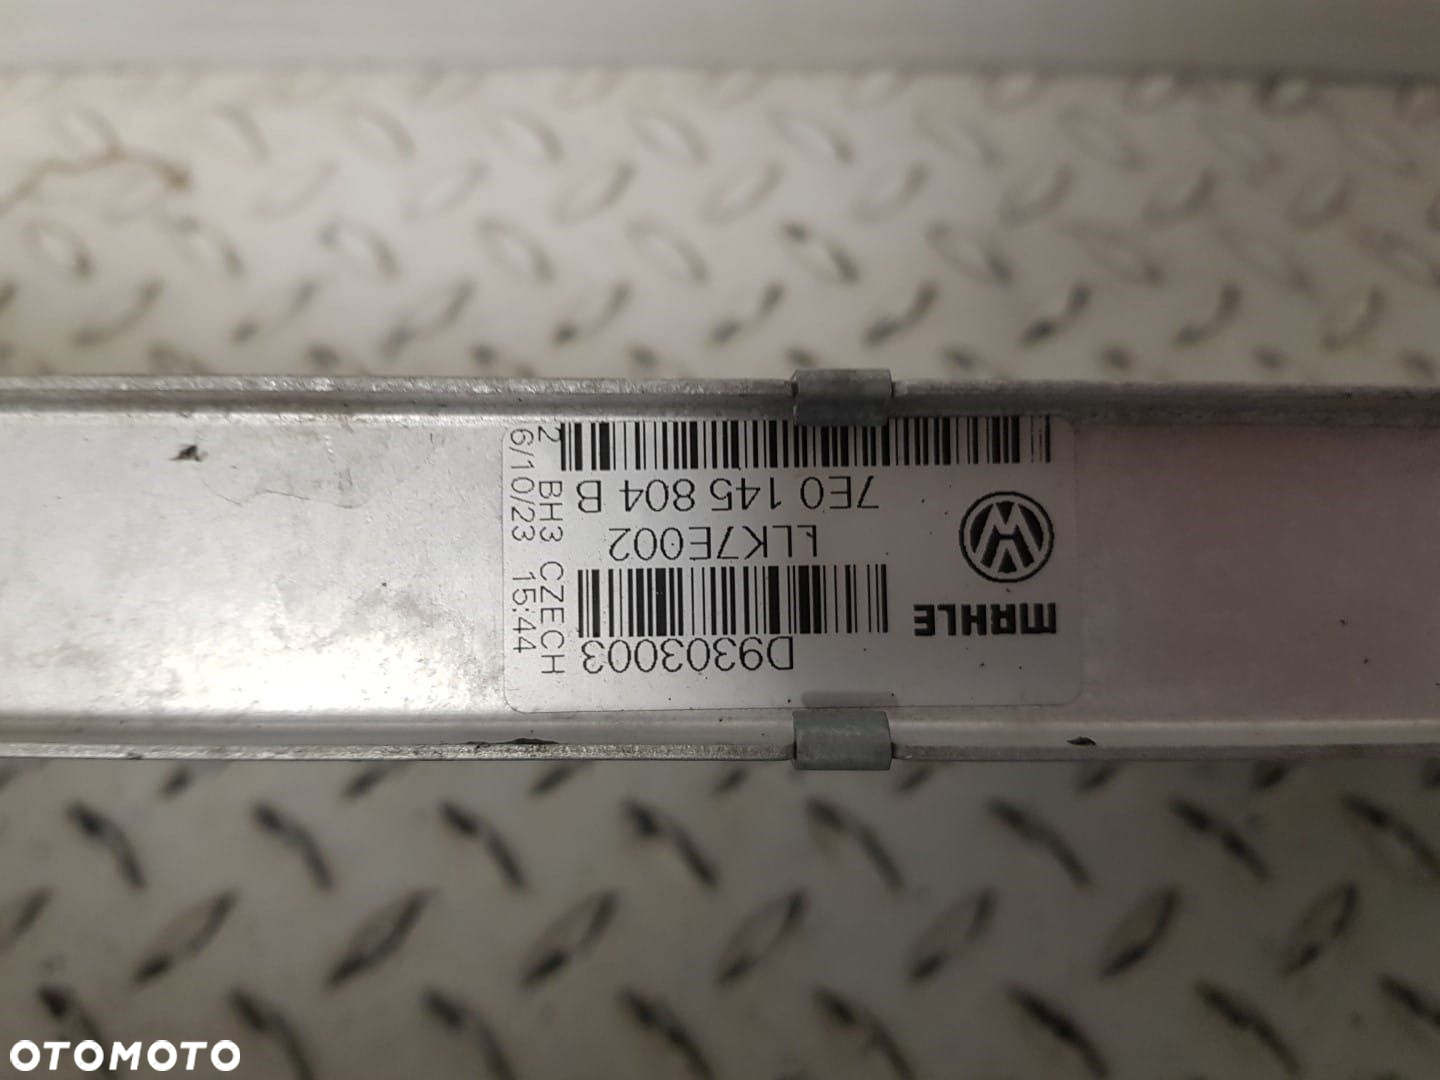 MAHLE
D9303003
LLK7E002
7E0 145 804 B
2 BH3 CZECH
6/10/23 15:44
OTOMOTO